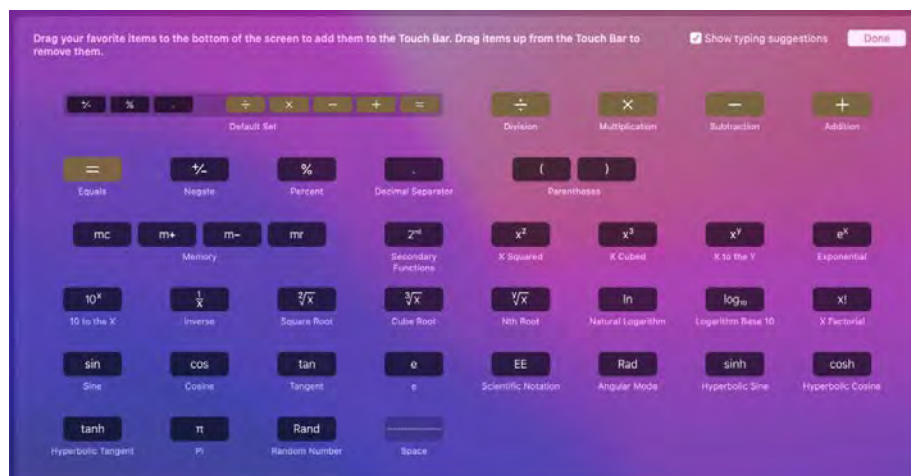 Drag your favorite items to the bottom of the screen to add them to the Touch Bar. Drag items up from the Touch Bar to
remove them.
Show typing suggestions
Done
⁺∕₋ % . ÷ × − + =
Default Set
÷ × − +
Division Multiplication Subtraction Addition
= ⁺∕₋ % . ( )
Equals Negate Percent Decimal Separator Parentheses
mc m+ m− mr 2ⁿᵈ x² x³ xʸ eˣ
Memory Secondary Functions X Squared X Cubed X to the Y Exponential
10ˣ 1/x ²√x ³√x ʸ√x ln log₁₀ x!
10 to the X Inverse Square Root Cube Root Nth Root Natural Logarithm Logarithm Base 10 X Factorial
sin cos tan e EE Rad sinh cosh
Sine Cosine Tangent e Scientific Notation Angular Mode Hyperbolic Sine Hyperbolic Cosine
tanh π Rand
Hyperbolic Tangent Pi Random Number Space